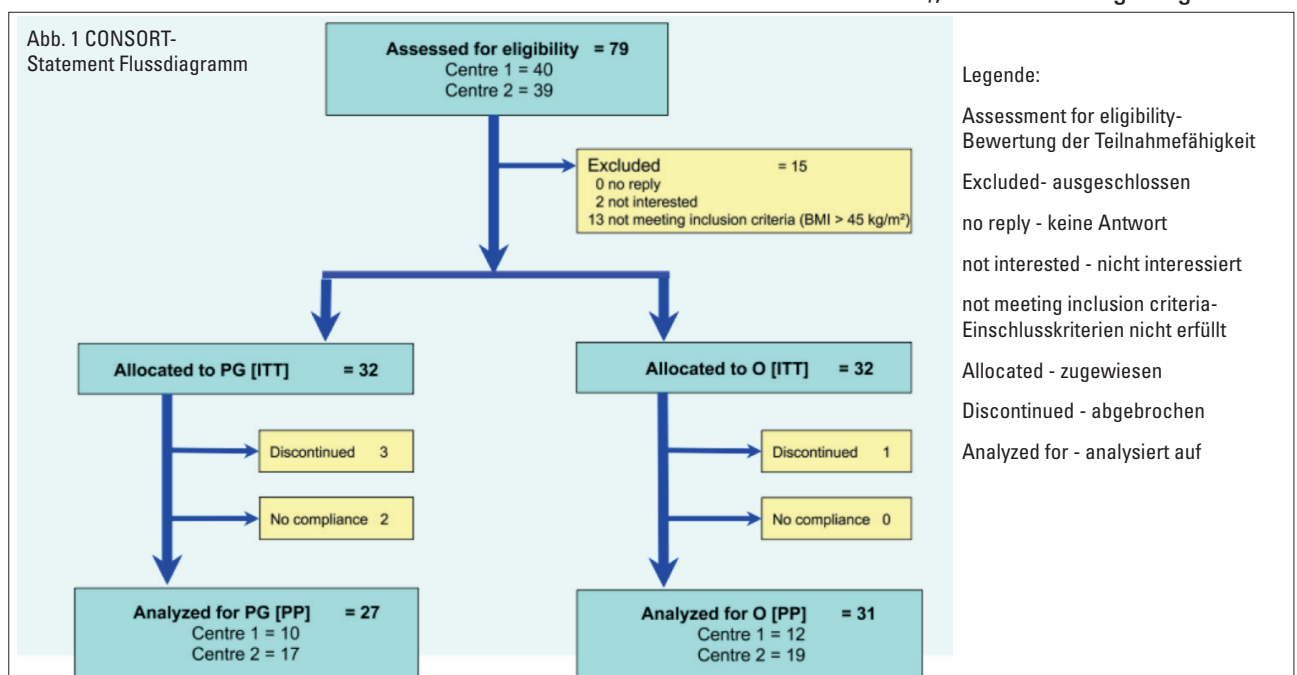 Abb. 1 CONSORT-
Statement Flussdiagramm
Assessed for eligibility = 79
Centre 1 = 40
Centre 2 = 39
Excluded = 15
0 no reply
2 not interested
13 not meeting inclusion criteria (BMI > 45 kg/m²)
Allocated to PG [ITT] = 32
Allocated to O [ITT] = 32
Discontinued 3
Discontinued 1
No compliance 2
No compliance 0
Analyzed for PG [PP] = 27
Centre 1 = 10
Centre 2 = 17
Analyzed for O [PP] = 31
Centre 1 = 12
Centre 2 = 19
Legende:
Assessment for eligibility-
Bewertung der Teilnahmefähigkeit
Excluded- ausgeschlossen
no reply - keine Antwort
not interested - nicht interessiert
not meeting inclusion criteria-
Einschlusskriterien nicht erfüllt
Allocated - zugewiesen
Discontinued - abgebrochen
Analyzed for - analysiert auf